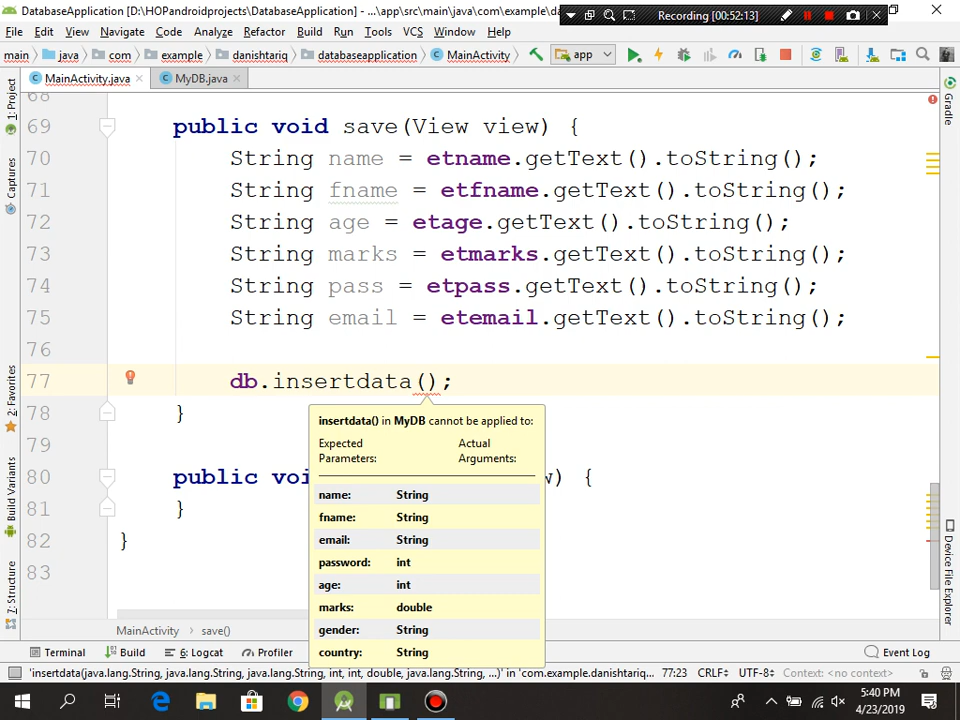 DatabaseApplication [D:\HOPandroidprojects\DatabaseApplication] - ...\app\src\main\java\com\example\da
Recording [00:52:13]
File Edit View Navigate Code Analyze Refactor Build Run Tools VCS Window Help
main java com example danishtariq databaseapplication MainActivity app
MainActivity.java MyDB.java
1: Project
Captures
2: Favorites
Build Variants
7: Structure
Gradle
Device File Explorer
68
69 public void save(View view) {
70 String name = etname.getText().toString();
71 String fname = etfname.getText().toString();
72 String age = etage.getText().toString();
73 String marks = etmarks.getText().toString();
74 String pass = etpass.getText().toString();
75 String email = etemail.getText().toString();
76
77 db.insertdata();
78 }
79
80 public voi w) {
81 }
82 }
83
insertdata() in MyDB cannot be applied to:
Expected Actual
Parameters: Arguments:
name: String
fname: String
email: String
password: int
age: int
marks: double
gender: String
country: String
MainActivity › save()
Terminal Build 6: Logcat Profiler Event Log
'insertdata(java.lang.String, java.lang.String, java.lang.String, int, int, double, java.lang.String, ...)' in 'com.example.danishtariq... 77:23 CRLF÷ UTF-8÷ Context: <no context>
5:40 PM
4/23/2019